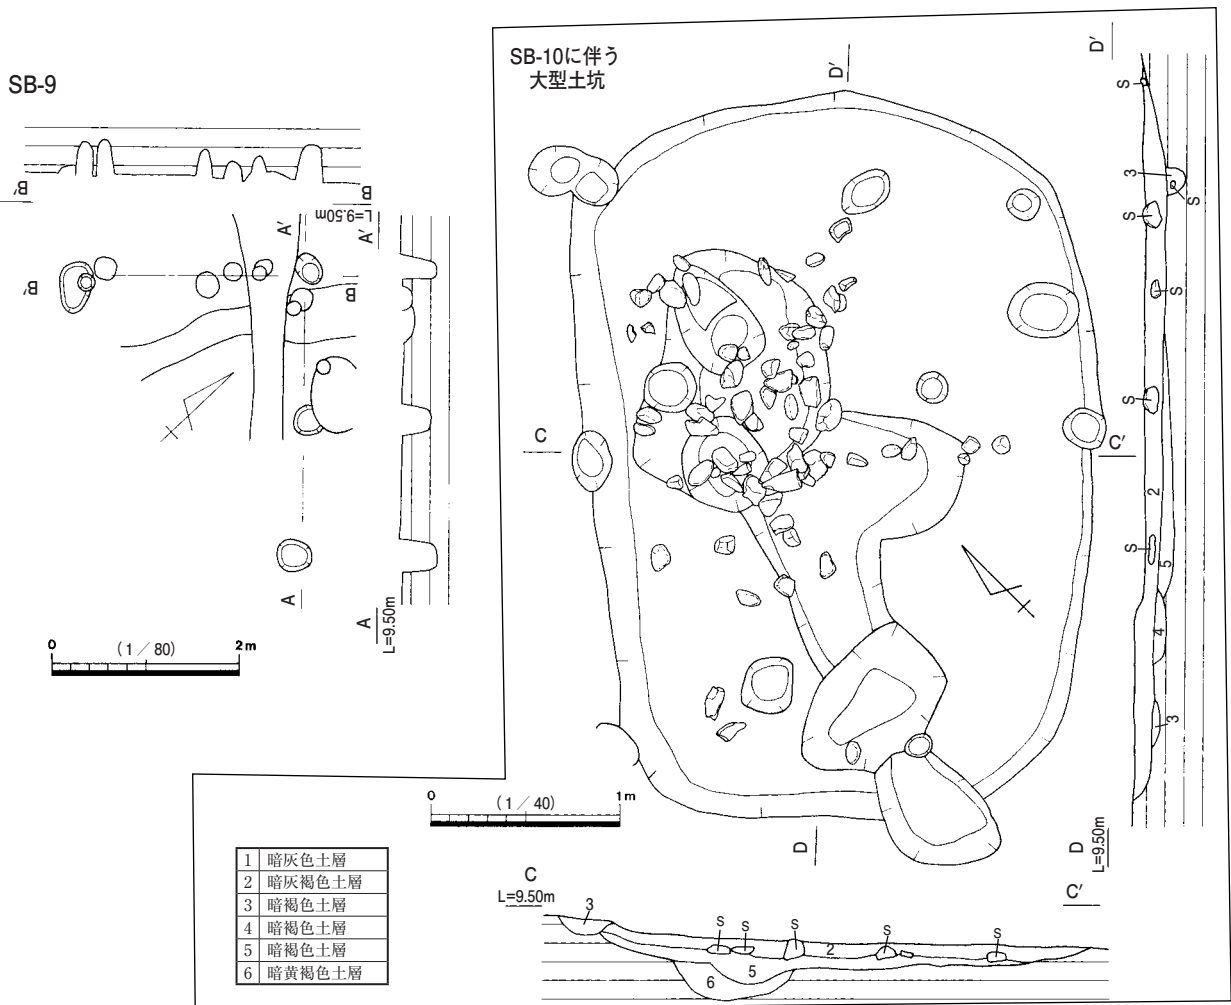 SB-9
B′
B
L=9.50m
A′
A′
B′
B
A
A
L=9.50m
0 (1／80) 2m
SB-10に伴う
大型土坑
D′
D′
S
3
S
S
S
S
C
C′
2
S
5
4
3
D
D
L=9.50m
0 (1／40) 1m
1 暗灰色土層
2 暗灰褐色土層
3 暗褐色土層
4 暗褐色土層
5 暗褐色土層
6 暗黄褐色土層
C
L=9.50m
C′
3
S
S
S
2
S
S
6
5